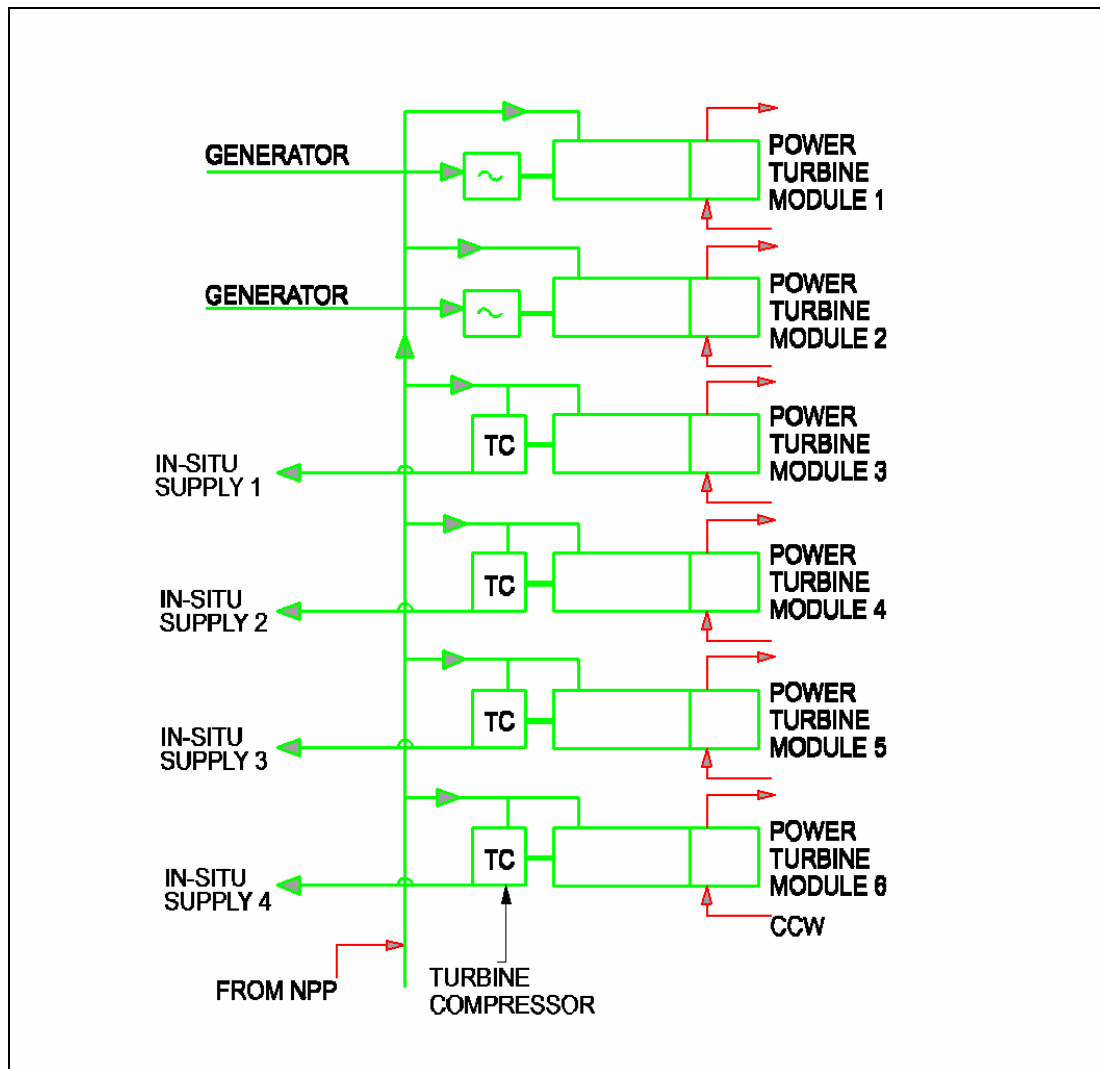 GENERATOR
~
POWER
TURBINE
MODULE 1
GENERATOR
~
POWER
TURBINE
MODULE 2
IN-SITU
SUPPLY 1
TC
POWER
TURBINE
MODULE 3
IN-SITU
SUPPLY 2
TC
POWER
TURBINE
MODULE 4
IN-SITU
SUPPLY 3
TC
POWER
TURBINE
MODULE 5
IN-SITU
SUPPLY 4
TC
POWER
TURBINE
MODULE 6
CCW
FROM NPP
TURBINE
COMPRESSOR